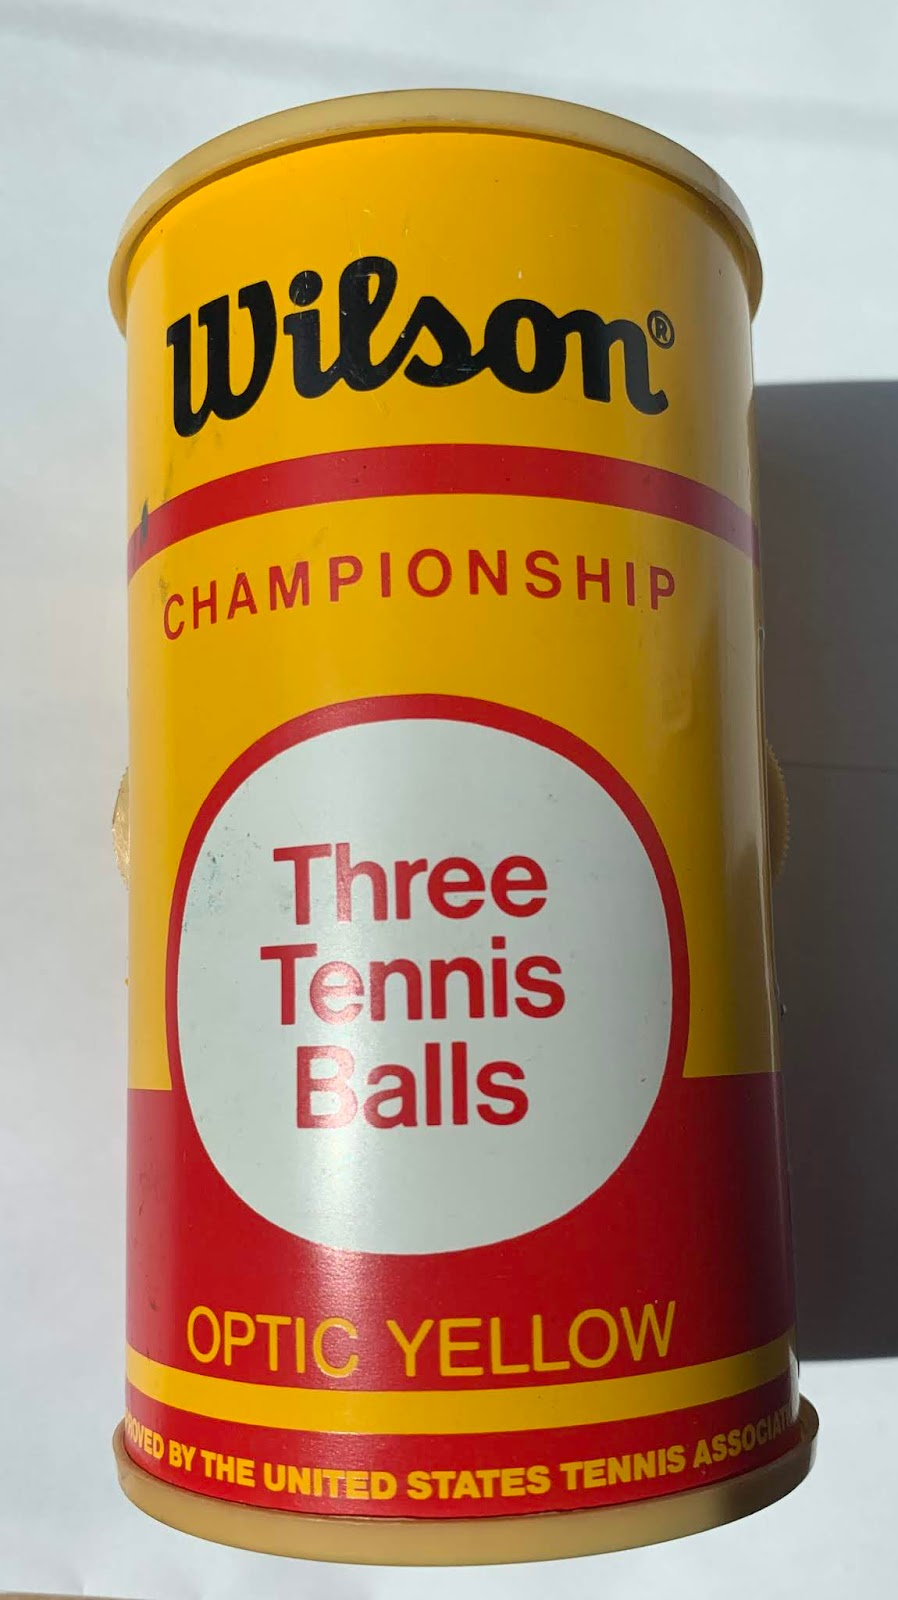 Wilson®
CHAMPIONSHIP
Three
Tennis
Balls
OPTIC YELLOW
BY THE UNITED STATES TENNIS